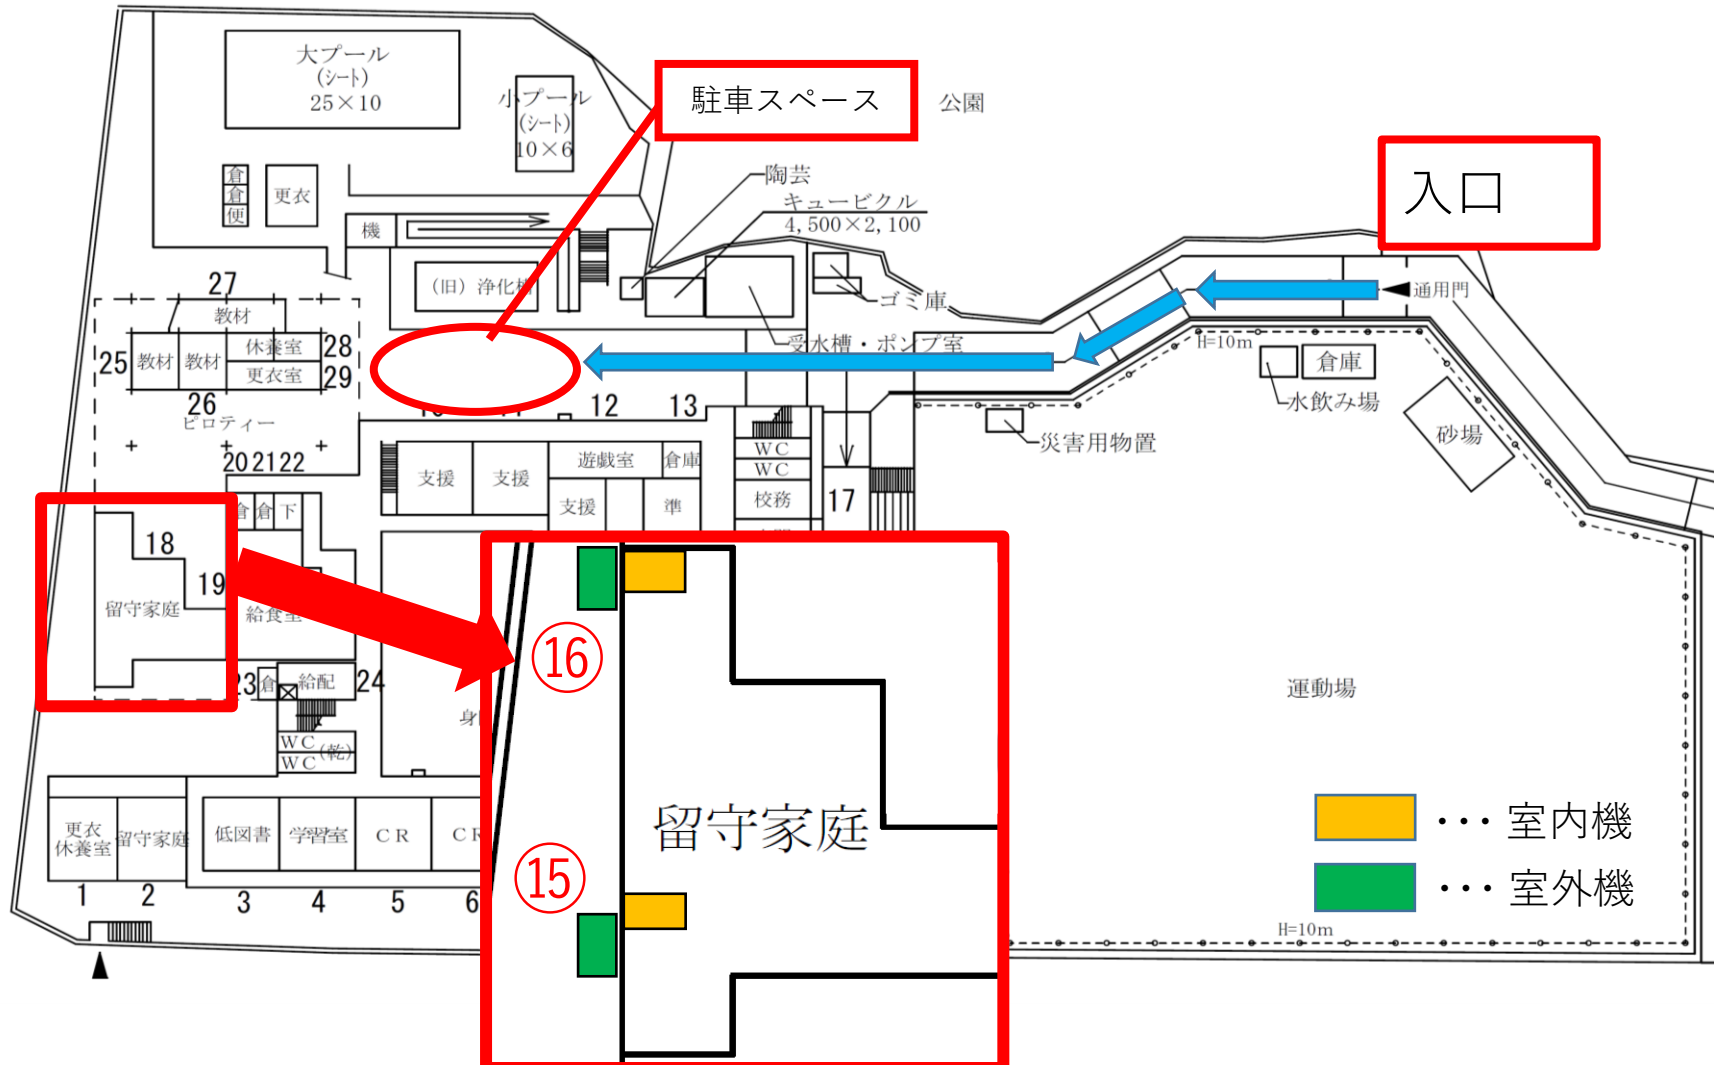 大プール
(シート)
25×10
小プール
(シート)
10×6
駐車スペース
公園
入口
陶芸
キュービクル
4,500×2,100
倉
倉
便
更衣
機
(旧)浄化
ゴミ庫
通用門
受水槽・ポンプ室
H=10m
倉庫
水飲み場
災害用物置
砂場
27
教材
25
教材
教材
休養室
28
更衣室
29
26
ピロティー
12
13
20
21
22
支援
支援
遊戯室
倉庫
支援
準
WC
WC
校務
17
倉
倉
下
18
19
留守家庭
給食室
23
倉
給配
24
WC
WC
(乾)
身
更衣
休養室
留守家庭
低図書
学習室
CR
CR
1
2
3
4
5
6
⑯
⑮
留守家庭
運動場
・・・室内機
・・・室外機
H=10m